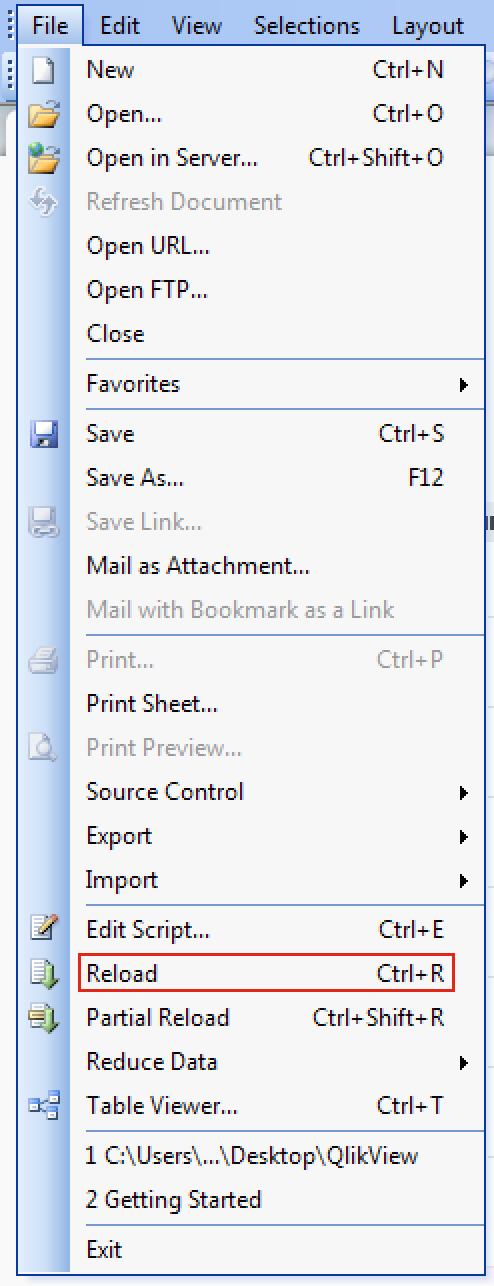 File Edit View Selections Layout
New Ctrl+N
Open... Ctrl+O
Open in Server... Ctrl+Shift+O
Refresh Document
Open URL...
Open FTP...
Close
Favorites
Save Ctrl+S
Save As... F12
Save Link...
Mail as Attachment...
Mail with Bookmark as a Link
Print... Ctrl+P
Print Sheet...
Print Preview...
Source Control
Export
Import
Edit Script... Ctrl+E
Reload Ctrl+R
Partial Reload Ctrl+Shift+R
Reduce Data
Table Viewer... Ctrl+T
1 C:\Users\...\Desktop\QlikView
2 Getting Started
Exit